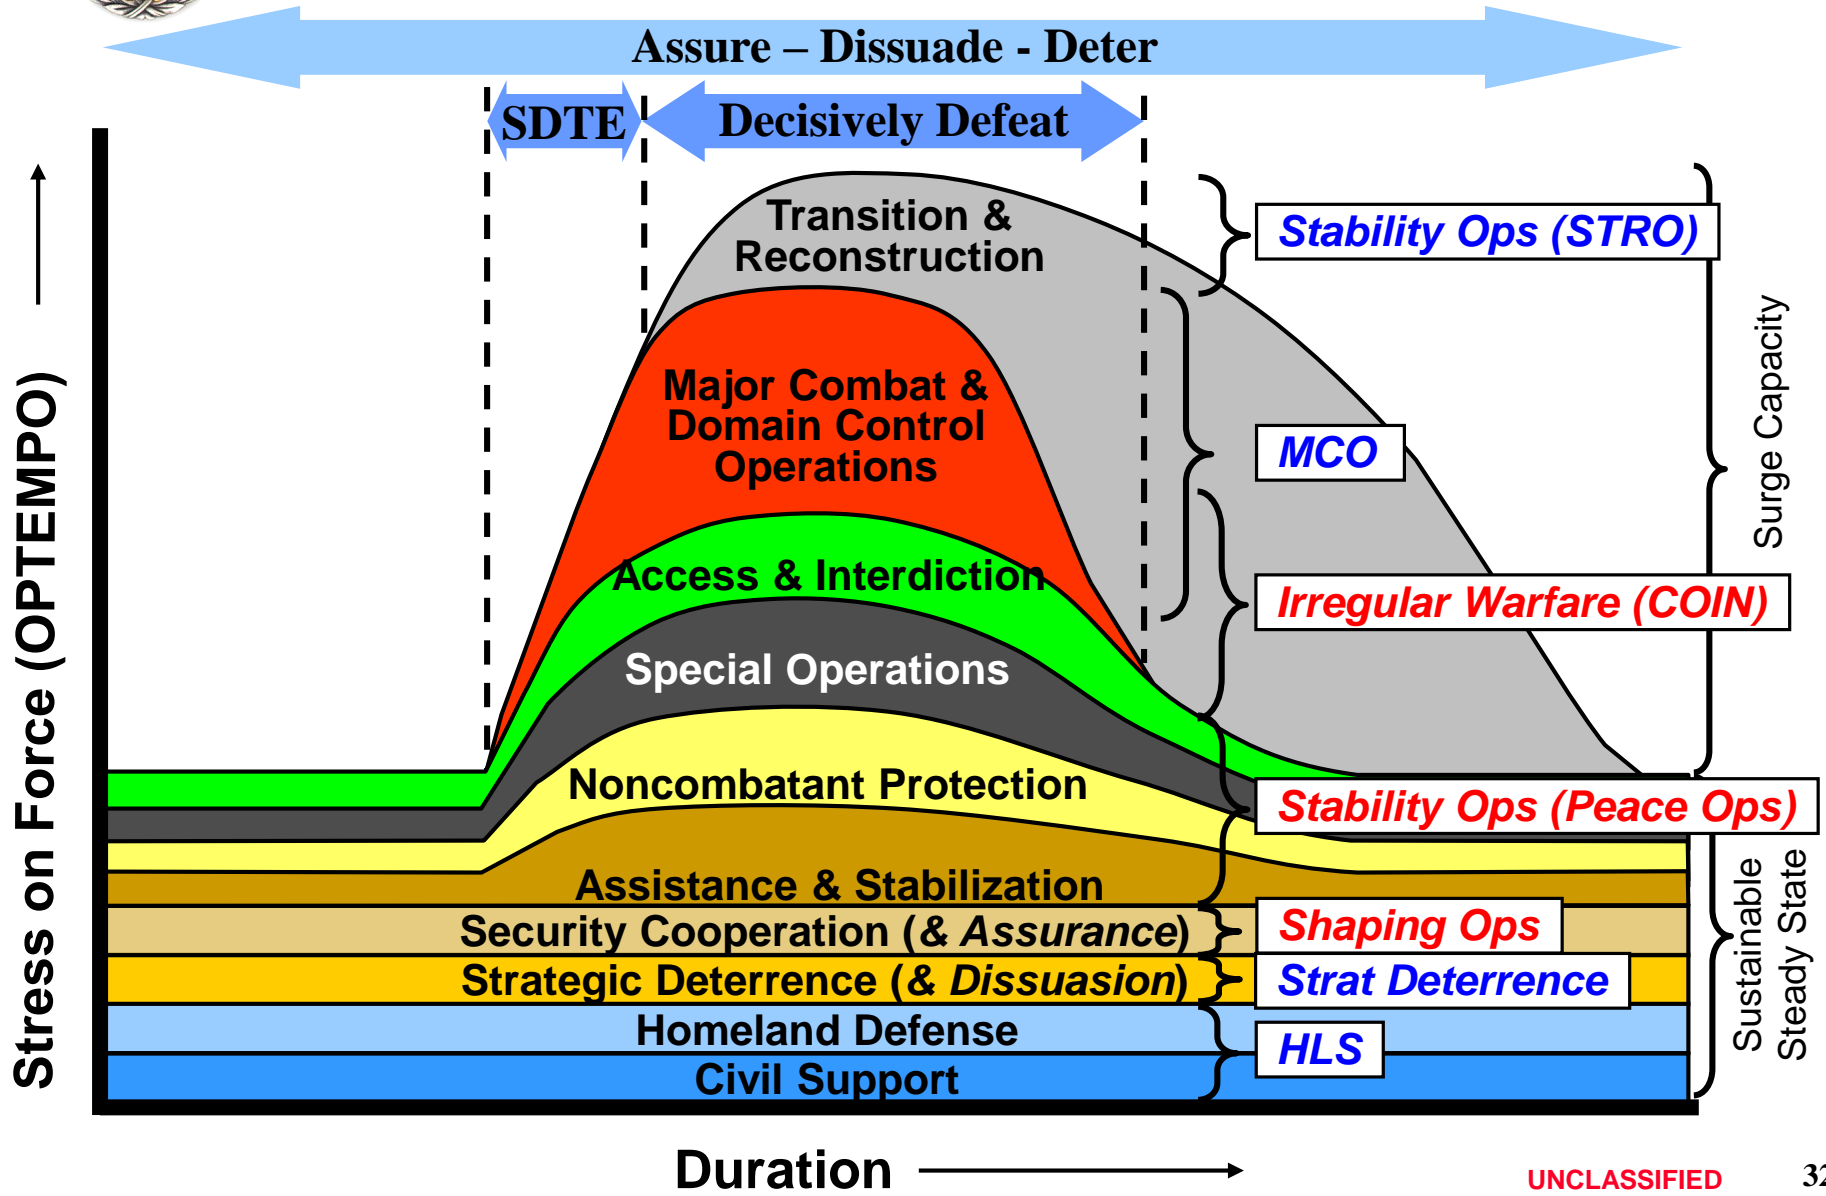 Assure – Dissuade - Deter
SDTE
Decisively Defeat
Stress on Force (OPTEMPO)
Transition &
Reconstruction
Major Combat &
Domain Control
Operations
Access & Interdiction
Special Operations
Noncombatant Protection
Assistance & Stabilization
Security Cooperation (& Assurance)
Strategic Deterrence (& Dissuasion)
Homeland Defense
Civil Support
Stability Ops (STRO)
MCO
Irregular Warfare (COIN)
Stability Ops (Peace Ops)
Shaping Ops
Strat Deterrence
HLS
Surge Capacity
Sustainable
Steady State
Duration
UNCLASSIFIED
32